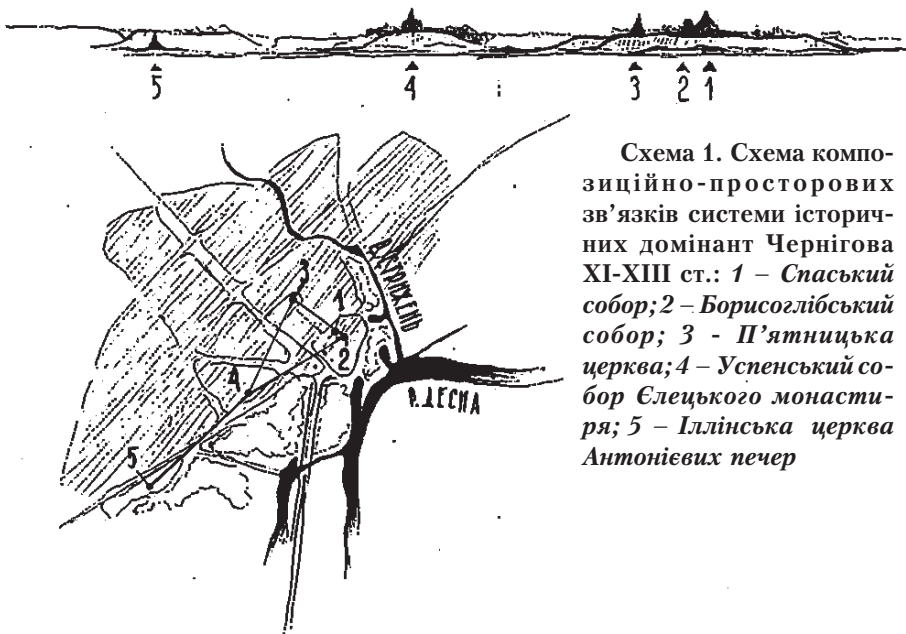 5 4 3 2 1
Схема 1. Схема компо-
зиційно-просторових
зв’язків системи історич-
них домінант Чернігова
XI-XIII ст.: 1 – Спаський
собор; 2 – Борисоглібський
собор; 3 - П’ятницька
церква; 4 – Успенський со-
бор Єлецького монасти-
ря; 5 – Іллінська церква
Антонієвих печер
3
1
2
4
5
Р. ДЕСНА